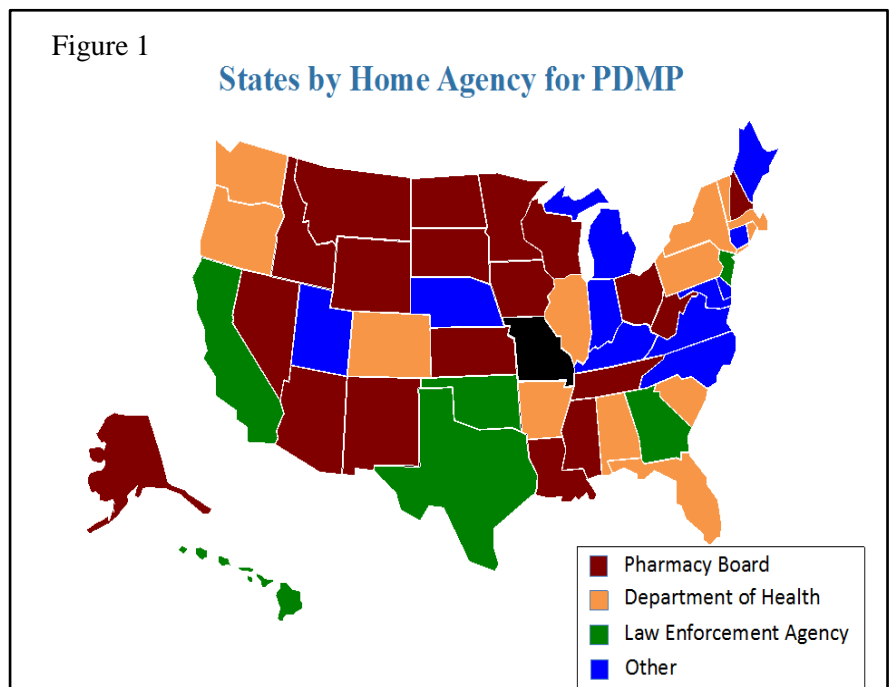 Figure 1
States by Home Agency for PDMP
Pharmacy Board
Department of Health
Law Enforcement Agency
Other